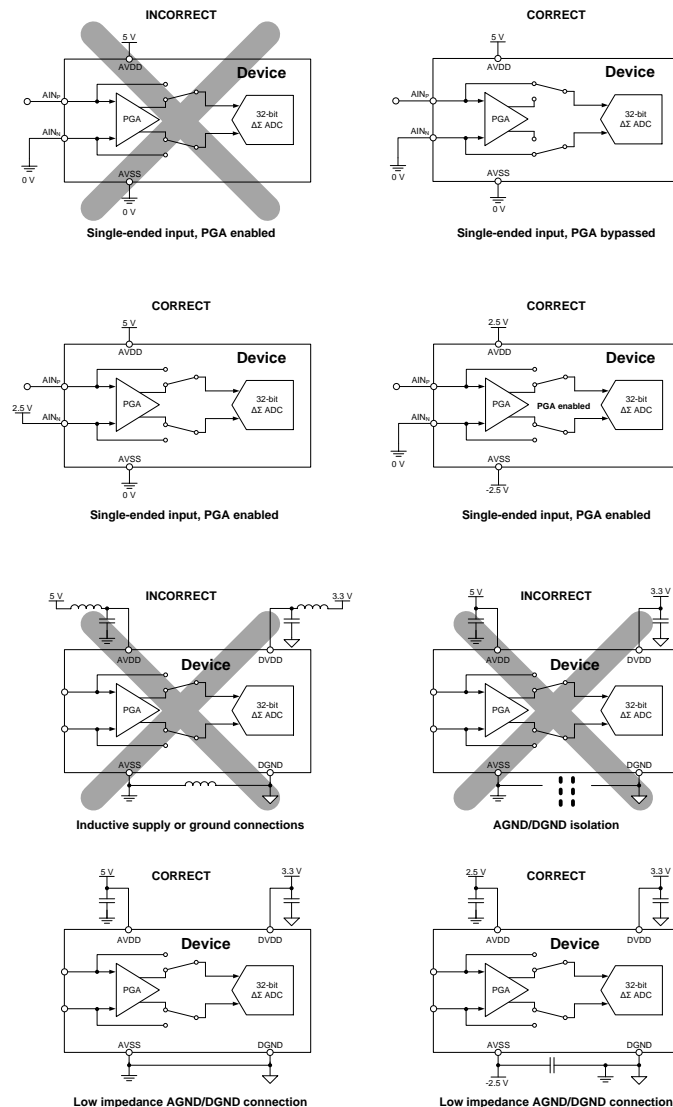 INCORRECT
5 V
AVDD
Device
AINP
PGA
32-bit
ΔΣ ADC
AINN
0 V
AVSS
0 V
Single-ended input, PGA enabled
CORRECT
5 V
AVDD
Device
AINP
PGA
32-bit
ΔΣ ADC
AINN
0 V
AVSS
0 V
Single-ended input, PGA bypassed
CORRECT
5 V
AVDD
Device
AINP
2.5 V
AINN
PGA
32-bit
ΔΣ ADC
AVSS
0 V
Single-ended input, PGA enabled
CORRECT
2.5 V
AVDD
Device
AINP
PGA
PGA enabled
32-bit
ΔΣ ADC
AINN
0 V
AVSS
-2.5 V
Single-ended input, PGA enabled
INCORRECT
5 V
3.3 V
AVDD
DVDD
Device
PGA
32-bit
ΔΣ ADC
AVSS
DGND
Inductive supply or ground connections
INCORRECT
5 V
3.3 V
AVDD
DVDD
Device
PGA
32-bit
ΔΣ ADC
AVSS
DGND
AGND/DGND isolation
CORRECT
5 V
3.3 V
AVDD
DVDD
Device
PGA
32-bit
ΔΣ ADC
AVSS
DGND
Low impedance AGND/DGND connection
CORRECT
2.5 V
3.3 V
AVDD
DVDD
Device
PGA
32-bit
ΔΣ ADC
AVSS
DGND
-2.5 V
Low impedance AGND/DGND connection